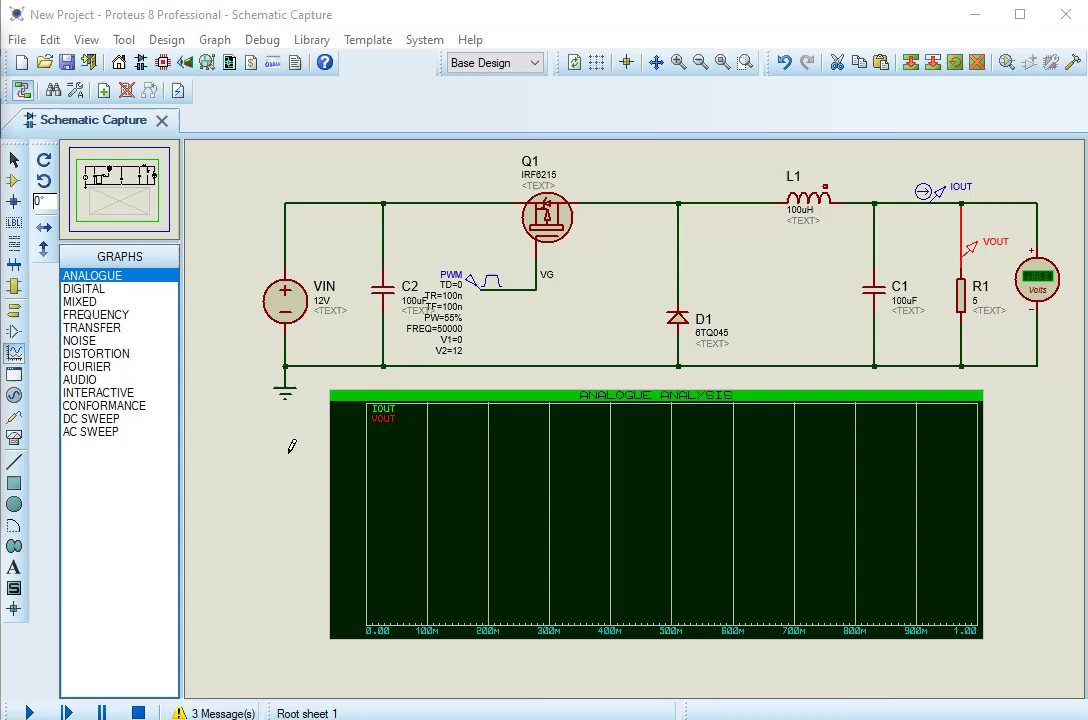 New Project - Proteus 8 Professional - Schematic Capture
File Edit View Tool Design Graph Debug Library Template System Help
Base Design
Schematic Capture
0°
LBL
A
S
GRAPHS
ANALOGUE
DIGITAL
MIXED
FREQUENCY
TRANSFER
NOISE
DISTORTION
FOURIER
AUDIO
INTERACTIVE
CONFORMANCE
DC SWEEP
AC SWEEP
Q1
IRF6215
<TEXT>
L1
100uH
<TEXT>
IOUT
VOUT
VIN
12V
<TEXT>
C2
100uF
<TEXT>
PWM
TD=0
TR=100n
TF=100n
PW=55%
FREQ=50000
V1=0
V2=12
VG
D1
6TQ045
<TEXT>
C1
100uF
<TEXT>
R1
5
<TEXT>
+
Volts
−
ANALOGUE ANALYSIS
IOUT
VOUT
0.00 100m 200m 300m 400m 500m 600m 700m 800m 900m 1.00
3 Message(s)
Root sheet 1